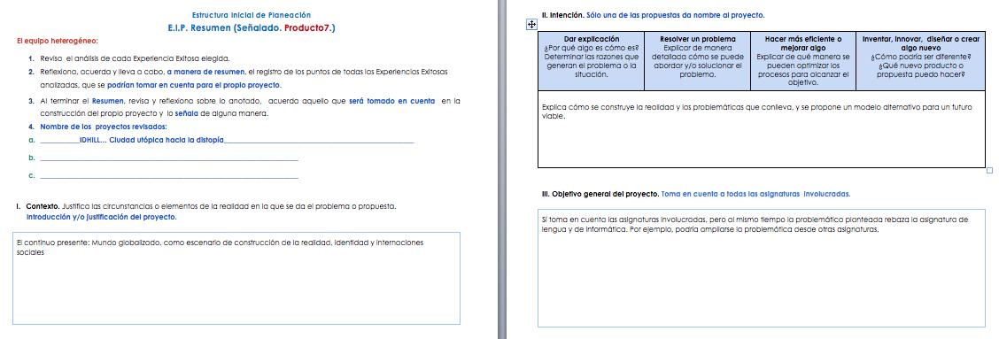 Estructura Inicial de Planeación
E.I.P. Resumen (Señalado. Producto7.)
El equipo heterogéneo:
1. Revisa el análisis de cada Experiencia Exitosa elegida.
2. Reflexiona, acuerda y lleva a cabo, a manera de resumen, el registro de los puntos de todas las Experiencias Exitosas
analizadas, que se podrían tomar en cuenta para el propio proyecto.
3. Al terminar el Resumen, revisa y reflexiona sobre lo anotado, acuerda aquello que será tomado en cuenta en la
construcción del propio proyecto y lo señala de alguna manera.
4. Nombre de los proyectos revisados:
a. __________IDHILL... Ciudad utópica hacia la distopía__________
b. __________
c. __________
I. Contexto. Justifica las circunstancias o elementos de la realidad en la que se da el problema o propuesta.
Introducción y/o justificación del proyecto.
El continuo presente: Mundo globalizado, como escenario de construcción de la realidad, identidad y internaciones
sociales
II. Intención. Sólo una de las propuestas da nombre al proyecto.
Dar explicación
¿Por qué algo es cómo es?
Determinar las razones que
generan el problema o la
situación.
Resolver un problema
Explicar de manera
detallada cómo se puede
abordar y/o solucionar el
problema.
Hacer más eficiente o
mejorar algo
Explicar de qué manera se
pueden optimizar los
procesos para alcanzar el
objetivo.
Inventar, innovar, diseñar o crear
algo nuevo
¿Cómo podría ser diferente?
¿Qué nuevo producto o
propuesta puedo hacer?
Explica cómo se construye la realidad y las problemáticas que conlleva, y se propone un modelo alternativo para un futuro
viable.
III. Objetivo general del proyecto. Toma en cuenta a todas las asignaturas involucradas.
Sí toma en cuenta las asignaturas involucradas, pero al mismo tiempo la problemática planteada rebaza la asignatura de
lengua y de informática. Por ejemplo, podría ampliarse la problemática desde otras asignaturas.